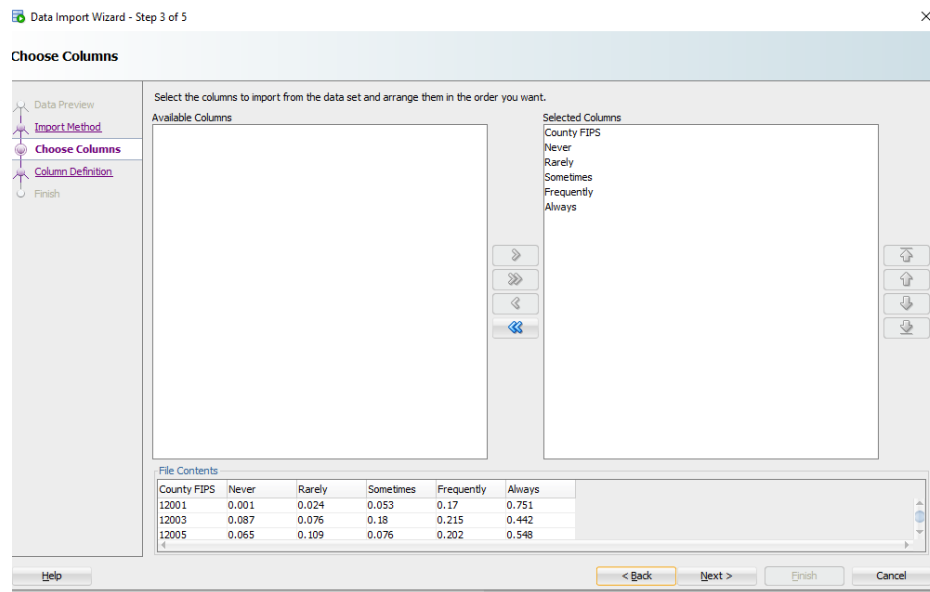 Data Import Wizard - Step 3 of 5
Choose Columns
Data Preview
Import Method
Choose Columns
Column Definition
Finish
Select the columns to import from the data set and arrange them in the order you want.
Available Columns
Selected Columns
County FIPS
Never
Rarely
Sometimes
Frequently
Always
File Contents
County FIPS Never Rarely Sometimes Frequently Always
12001 0.001 0.024 0.053 0.17 0.751
12003 0.087 0.076 0.18 0.215 0.442
12005 0.065 0.109 0.076 0.202 0.548
Help < Back Next > Finish Cancel